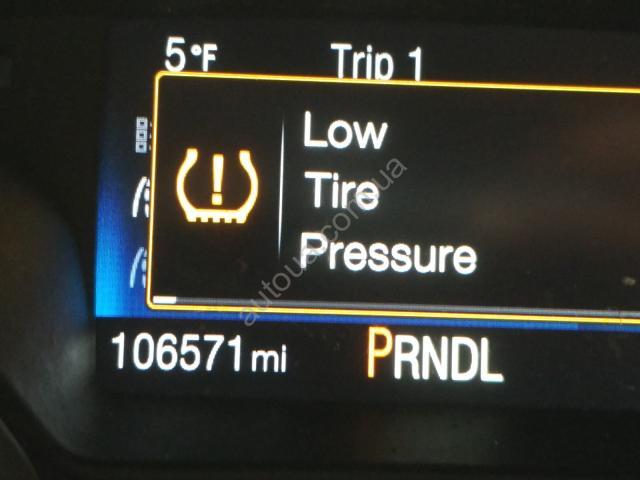 5°F Trip 1
Low
Tire
Pressure
106571 mi PRNDL
autoua.com.ua